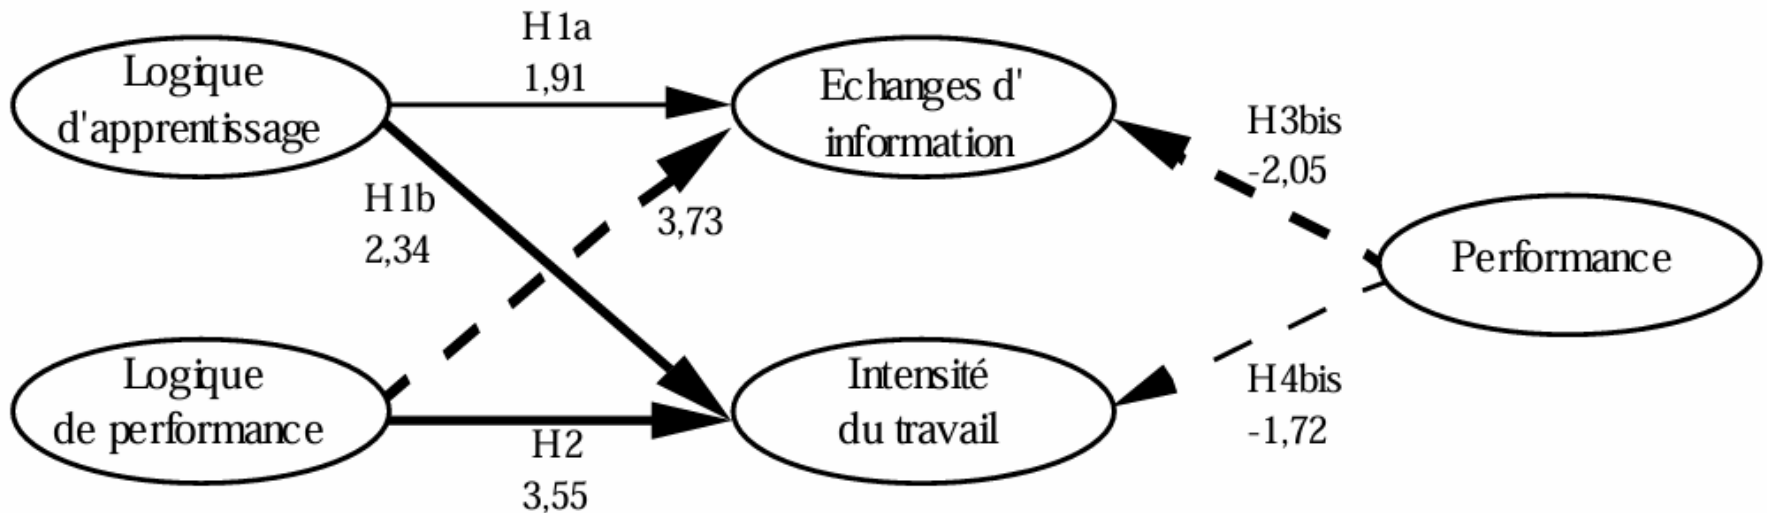 H1a
1,91
Logique
d'apprentissage
Echanges d'
information
H3bis
-2,05
H1b
2,34
3,73
Performance
Logique
de performance
Intensité
du travail
H4bis
-1,72
H2
3,55